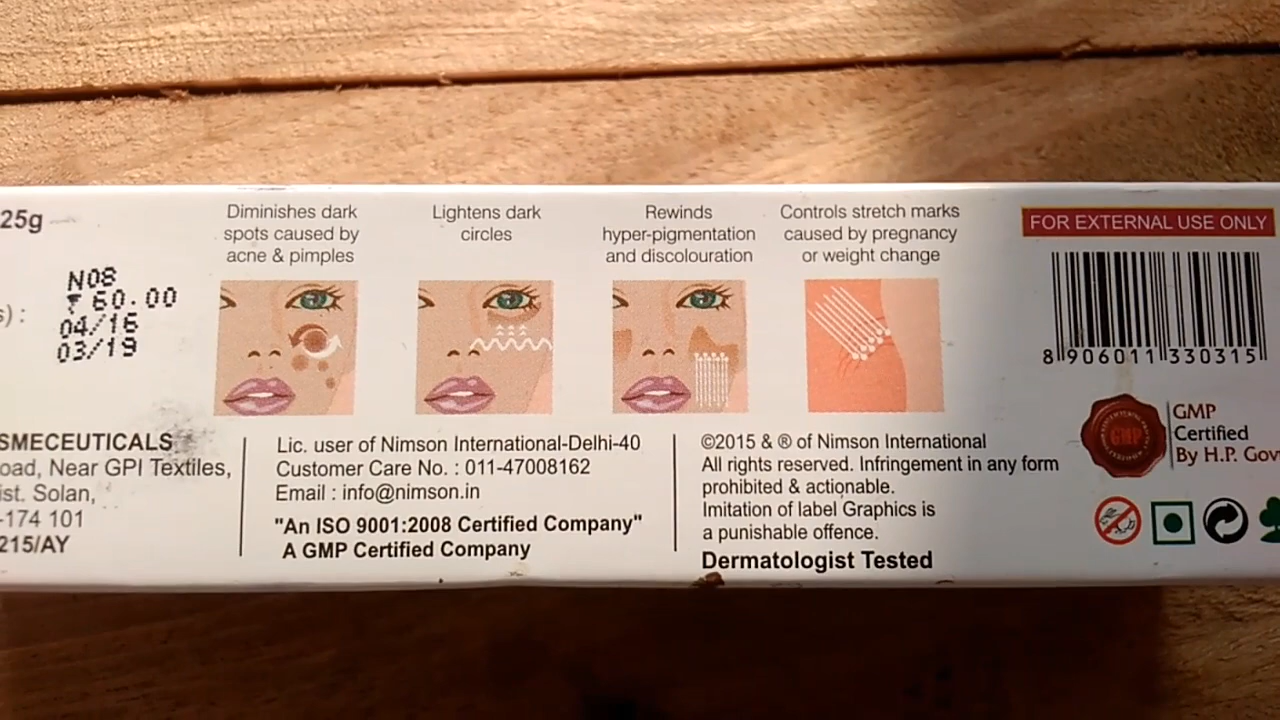 25g
N08
₹ 60.00
s) :
04/16
03/19
Diminishes dark
spots caused by
acne & pimples
Lightens dark
circles
Rewinds
hyper-pigmentation
and discolouration
Controls stretch marks
caused by pregnancy
or weight change
FOR EXTERNAL USE ONLY
8 906011 330315
GMP
GMP
Certified
By H.P. Gov
SMECEUTICALS
oad, Near GPI Textiles,
ist. Solan,
-174 101
215/AY
Lic. user of Nimson International-Delhi-40
Customer Care No. : 011-47008162
Email : info@nimson.in
"An ISO 9001:2008 Certified Company"
A GMP Certified Company
©2015 & ® of Nimson International
All rights reserved. Infringement in any form
prohibited & actionable.
Imitation of label Graphics is
a punishable offence.
Dermatologist Tested